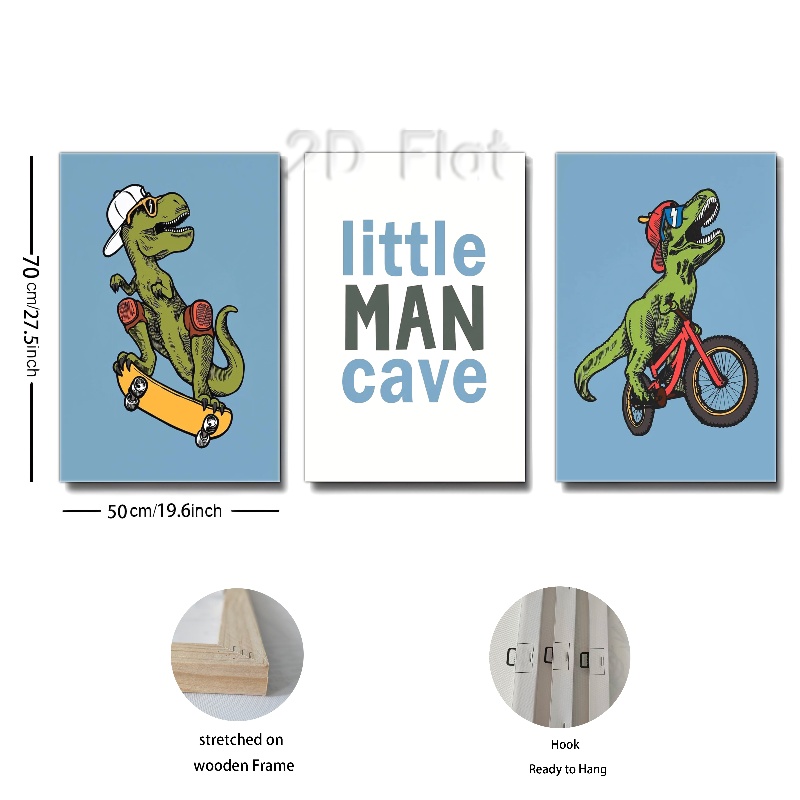 2D Flat
little
MAN
cave
70 cm/27.5inch
50 cm/19.6inch
stretched on
wooden Frame
Hook
Ready to Hang